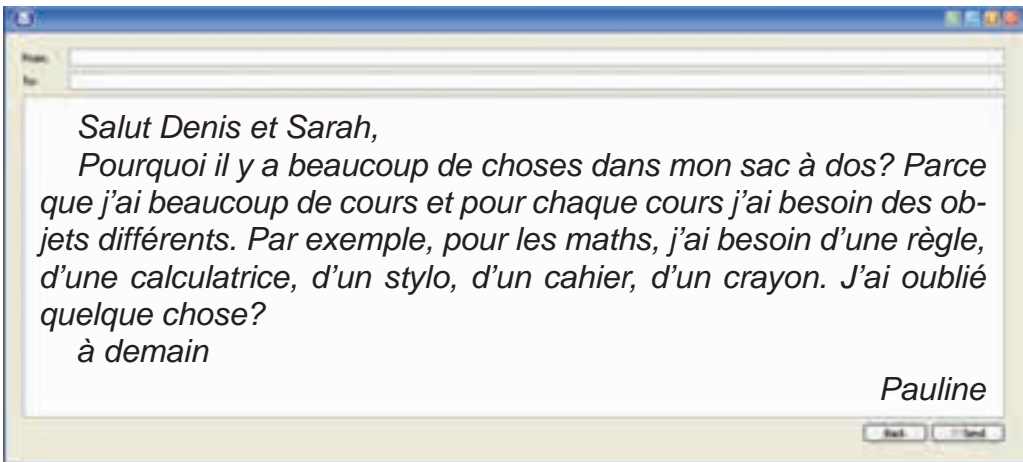 From:
To:
Salut Denis et Sarah,
Pourquoi il y a beaucoup de choses dans mon sac à dos? Parce
que j’ai beaucoup de cours et pour chaque cours j’ai besoin des ob-
jets différents. Par exemple, pour les maths, j’ai besoin d’une règle,
d’une calculatrice, d’un stylo, d’un cahier, d’un crayon. J’ai oublié
quelque chose?
à demain
Pauline
Back Send